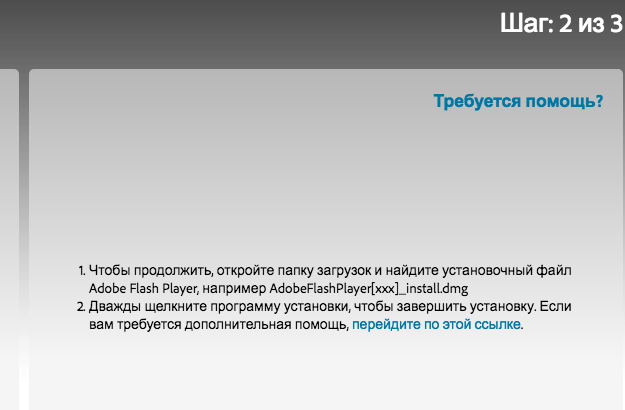 Шаг: 2 из 3
Требуется помощь?
1. Чтобы продолжить, откройте папку загрузок и найдите установочный файл
Adobe Flash Player, например AdobeFlashPlayer[xxx]_install.dmg
2. Дважды щелкните программу установки, чтобы завершить установку. Если
вам требуется дополнительная помощь, перейдите по этой ссылке.